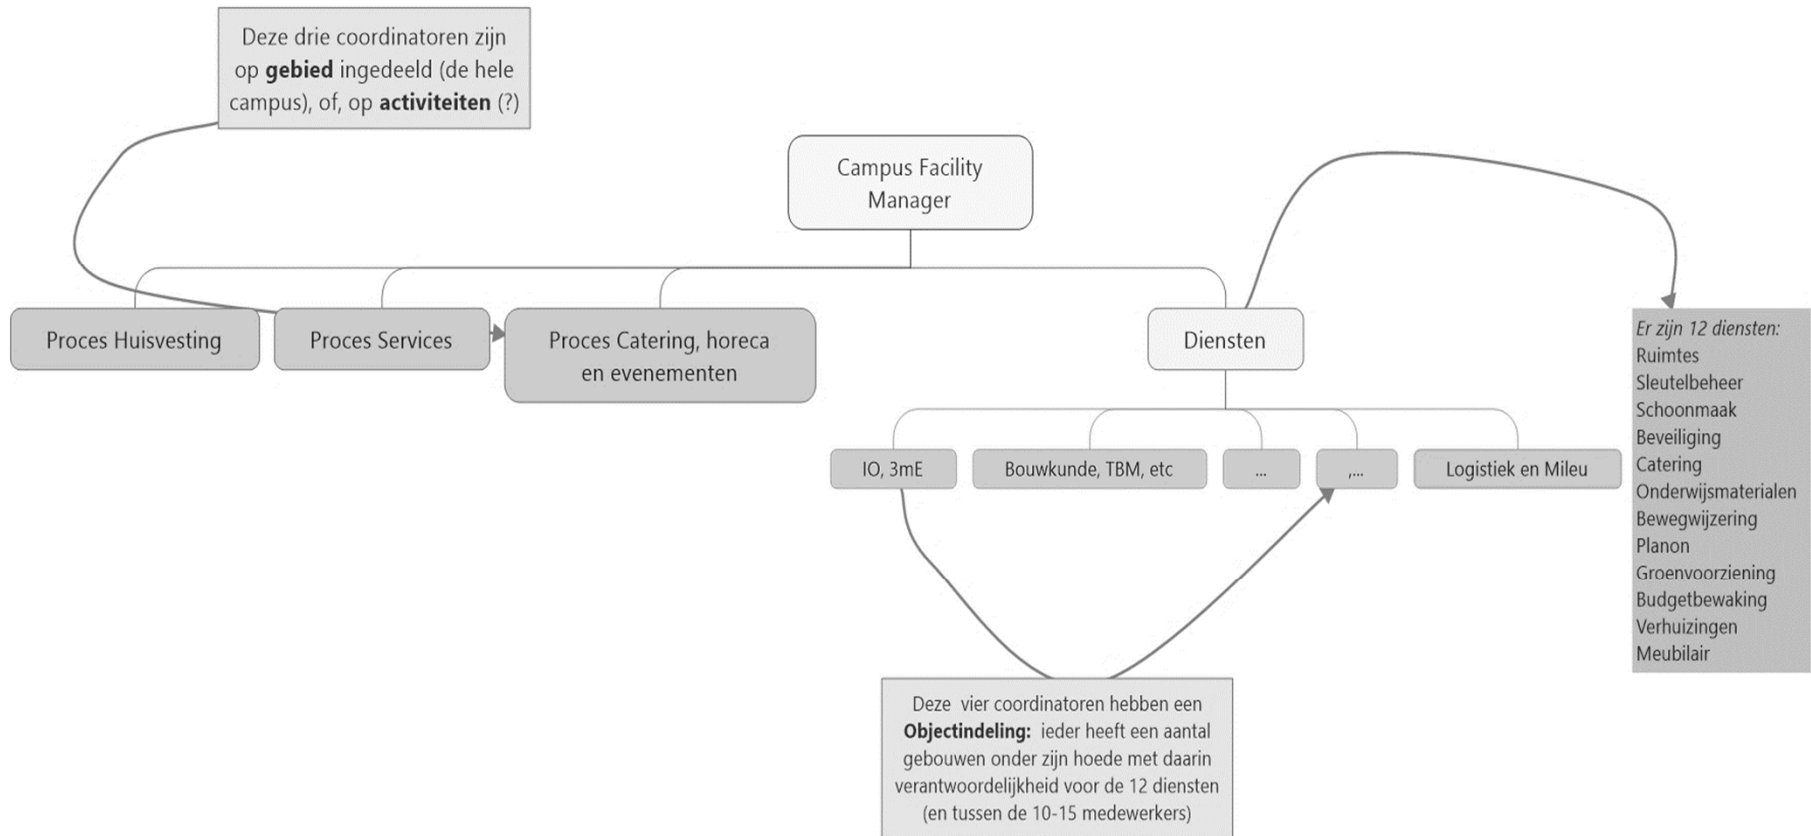 Deze drie coordinatoren zijn
op gebied ingedeeld (de hele
campus), of, op activiteiten (?)
Campus Facility
Manager
Proces Huisvesting
Proces Services
Proces Catering, horeca
en evenementen
Diensten
IO, 3mE
Bouwkunde, TBM, etc
...
,...
Logistiek en Mileu
Er zijn 12 diensten:
Ruimtes
Sleutelbeheer
Schoonmaak
Beveiliging
Catering
Onderwijsmaterialen
Bewegwijzering
Planon
Groenvoorziening
Budgetbewaking
Verhuizingen
Meubilair
Deze vier coordinatoren hebben een
Objectindeling: ieder heeft een aantal
gebouwen onder zijn hoede met daarin
verantwoordelijkheid voor de 12 diensten
(en tussen de 10-15 medewerkers)